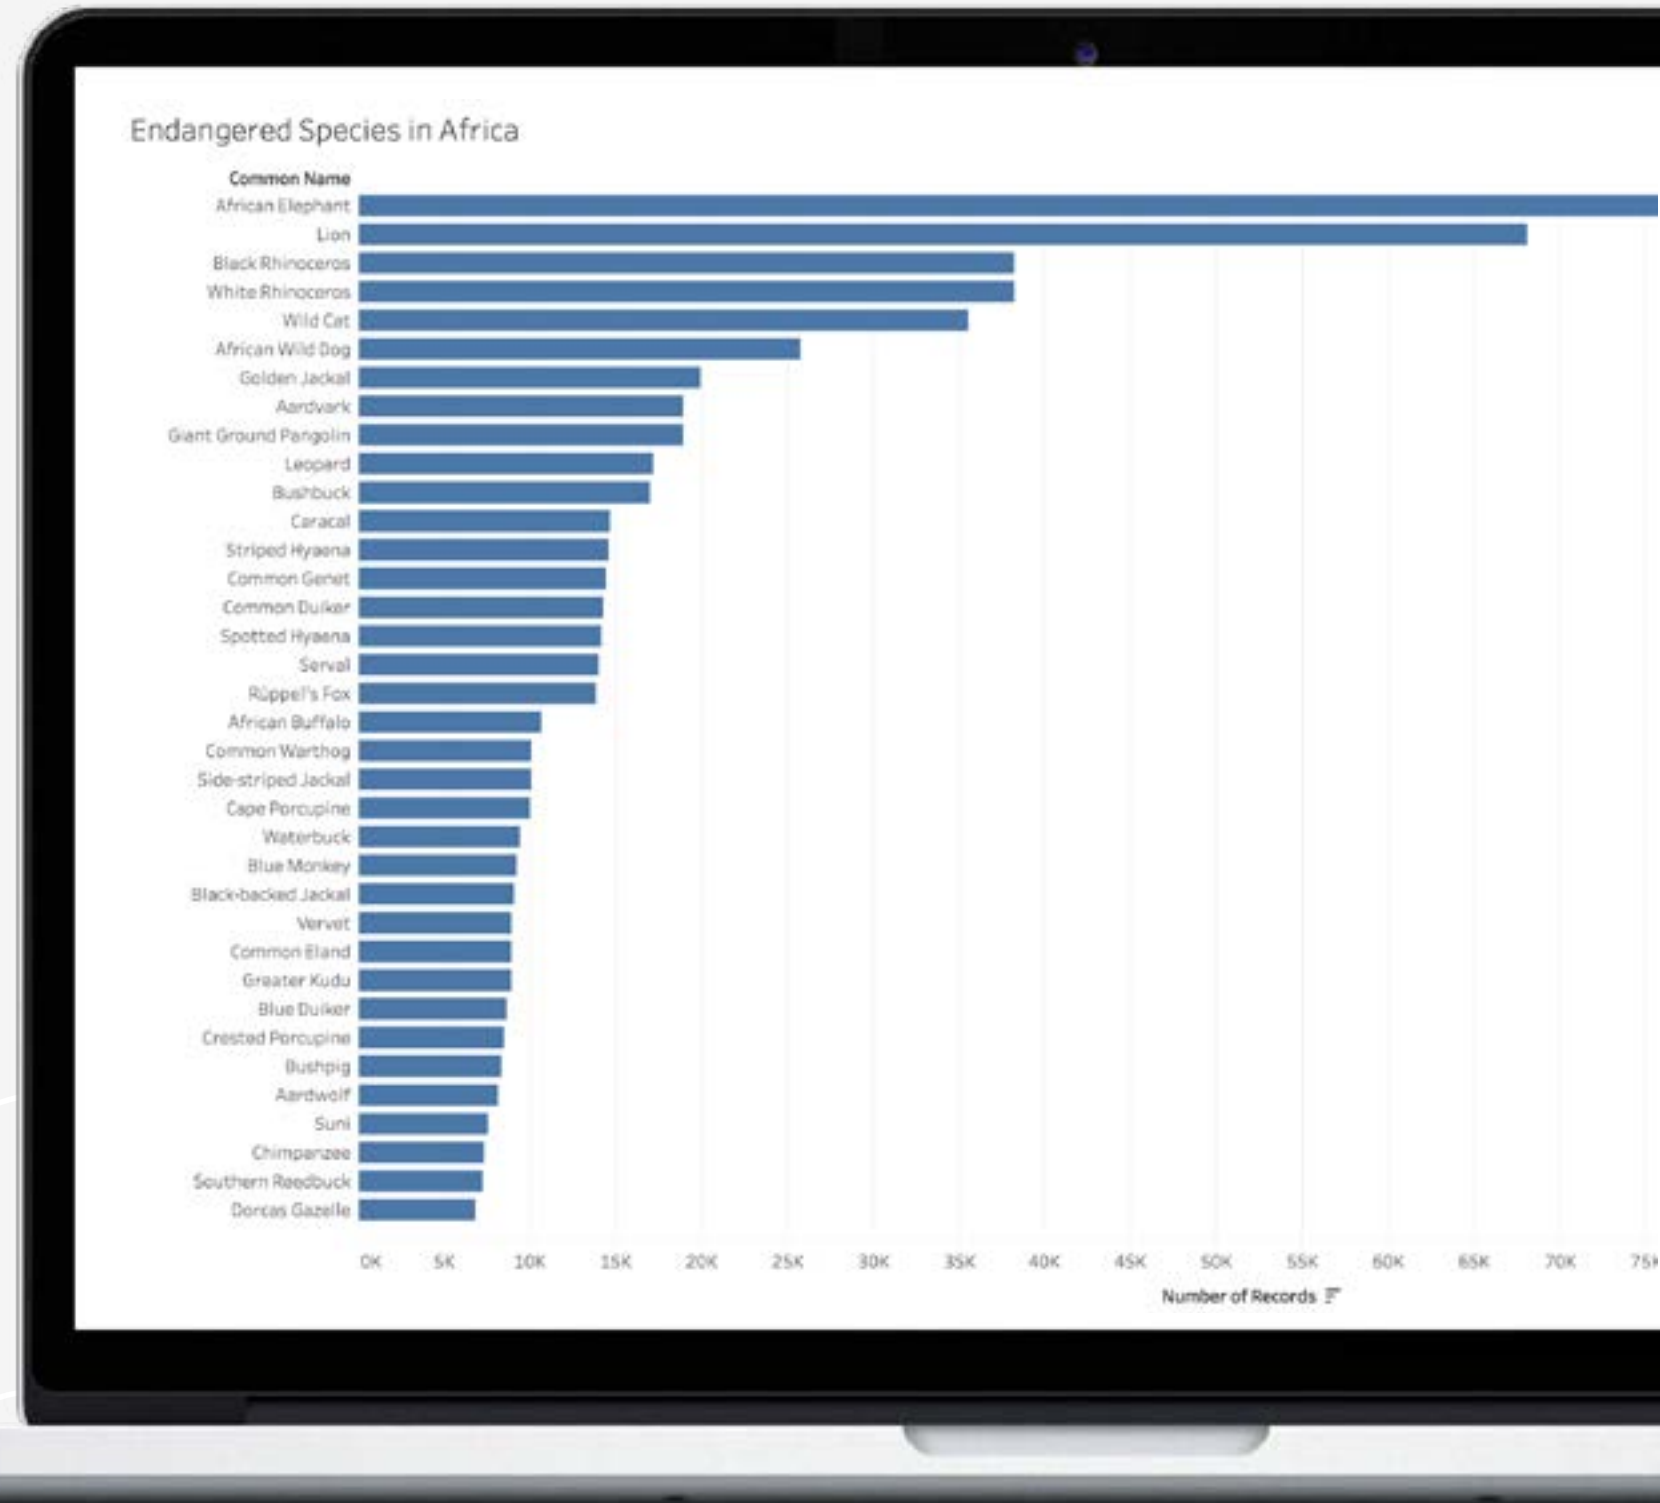 Endangered Species in Africa
Common Name
African Elephant
Lion
Black Rhinoceros
White Rhinoceros
Wild Cat
African Wild Dog
Golden Jackal
Aardvark
Giant Ground Pangolin
Leopard
Bushbuck
Caracal
Striped Hyaena
Common Genet
Common Duiker
Spotted Hyaena
Serval
Rüppel's Fox
African Buffalo
Common Warthog
Side-striped Jackal
Cape Porcupine
Waterbuck
Blue Monkey
Black-backed Jackal
Vervet
Common Eland
Greater Kudu
Blue Duiker
Crested Porcupine
Bushpig
Aardwolf
Suni
Chimpanzee
Southern Reedbuck
Dorcas Gazelle
0K 5K 10K 15K 20K 25K 30K 35K 40K 45K 50K 55K 60K 65K 70K 75K
Number of Records